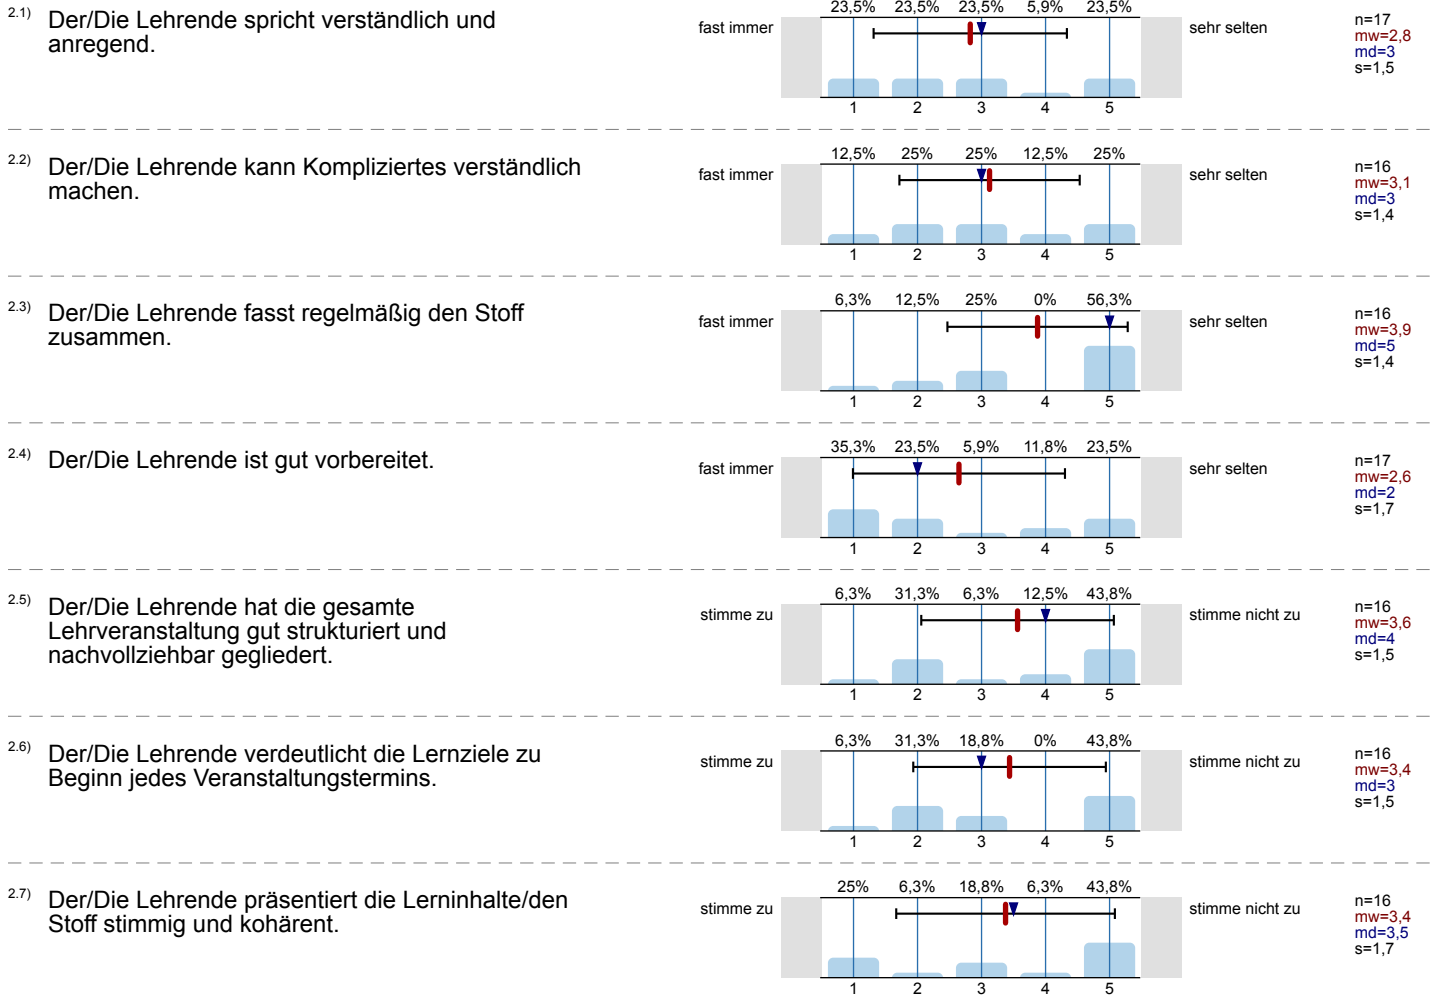 2.1) Der/Die Lehrende spricht verständlich und
anregend.
fast immer
23,5% 23,5% 23,5% 5,9% 23,5%
1 2 3 4 5
sehr selten
n=17
mw=2,8
md=3
s=1,5
2.2) Der/Die Lehrende kann Kompliziertes verständlich
machen.
fast immer
12,5% 25% 25% 12,5% 25%
1 2 3 4 5
sehr selten
n=16
mw=3,1
md=3
s=1,4
2.3) Der/Die Lehrende fasst regelmäßig den Stoff
zusammen.
fast immer
6,3% 12,5% 25% 0% 56,3%
1 2 3 4 5
sehr selten
n=16
mw=3,9
md=5
s=1,4
2.4) Der/Die Lehrende ist gut vorbereitet.
fast immer
35,3% 23,5% 5,9% 11,8% 23,5%
1 2 3 4 5
sehr selten
n=17
mw=2,6
md=2
s=1,7
2.5) Der/Die Lehrende hat die gesamte
Lehrveranstaltung gut strukturiert und
nachvollziehbar gegliedert.
stimme zu
6,3% 31,3% 6,3% 12,5% 43,8%
1 2 3 4 5
stimme nicht zu
n=16
mw=3,6
md=4
s=1,5
2.6) Der/Die Lehrende verdeutlicht die Lernziele zu
Beginn jedes Veranstaltungstermins.
stimme zu
6,3% 31,3% 18,8% 0% 43,8%
1 2 3 4 5
stimme nicht zu
n=16
mw=3,4
md=3
s=1,5
2.7) Der/Die Lehrende präsentiert die Lerninhalte/den
Stoff stimmig und kohärent.
stimme zu
25% 6,3% 18,8% 6,3% 43,8%
1 2 3 4 5
stimme nicht zu
n=16
mw=3,4
md=3,5
s=1,7